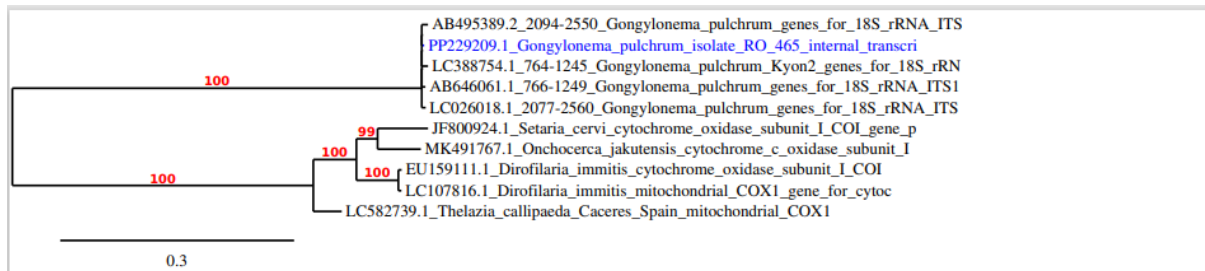 AB495389.2_2094-2550_Gongylonema_pulchrum_genes_for_18S_rRNA_ITS
PP229209.1_Gongylonema_pulchrum_isolate_RO_465_internal_transcri
LC388754.1_764-1245_Gongylonema_pulchrum_Kyon2_genes_for_18S_rRN
100
AB646061.1_766-1249_Gongylonema_pulchrum_genes_for_18S_rRNA_ITS1
LC026018.1_2077-2560_Gongylonema_pulchrum_genes_for_18S_rRNA_ITS
99
JF800924.1_Setaria_cervi_cytochrome_oxidase_subunit_I_COI_gene_p
100
MK491767.1_Onchocerca_jakutensis_cytochrome_c_oxidase_subunit_I
100
EU159111.1_Dirofilaria_immitis_cytochrome_oxidase_subunit_I_COI
100
LC107816.1_Dirofilaria_immitis_mitochondrial_COX1_gene_for_cytoc
LC582739.1_Thelazia_callipaeda_Caceres_Spain_mitochondrial_COX1
0.3